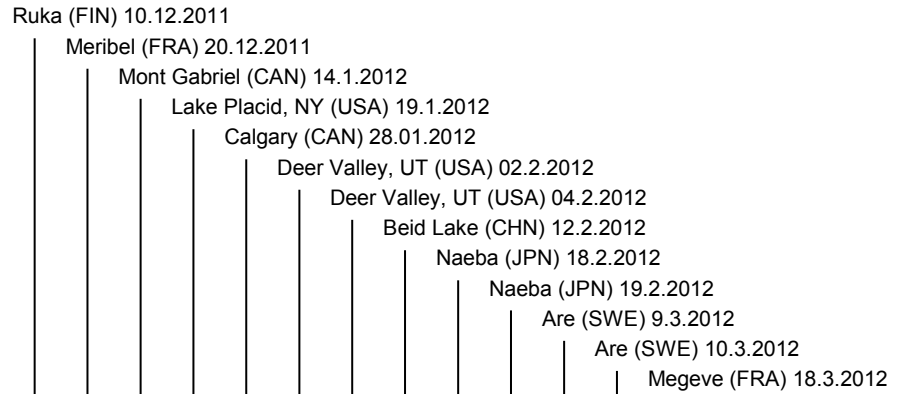 Ruka (FIN) 10.12.2011
Meribel (FRA) 20.12.2011
Mont Gabriel (CAN) 14.1.2012
Lake Placid, NY (USA) 19.1.2012
Calgary (CAN) 28.01.2012
Deer Valley, UT (USA) 02.2.2012
Deer Valley, UT (USA) 04.2.2012
Beid Lake (CHN) 12.2.2012
Naeba (JPN) 18.2.2012
Naeba (JPN) 19.2.2012
Are (SWE) 9.3.2012
Are (SWE) 10.3.2012
Megeve (FRA) 18.3.2012